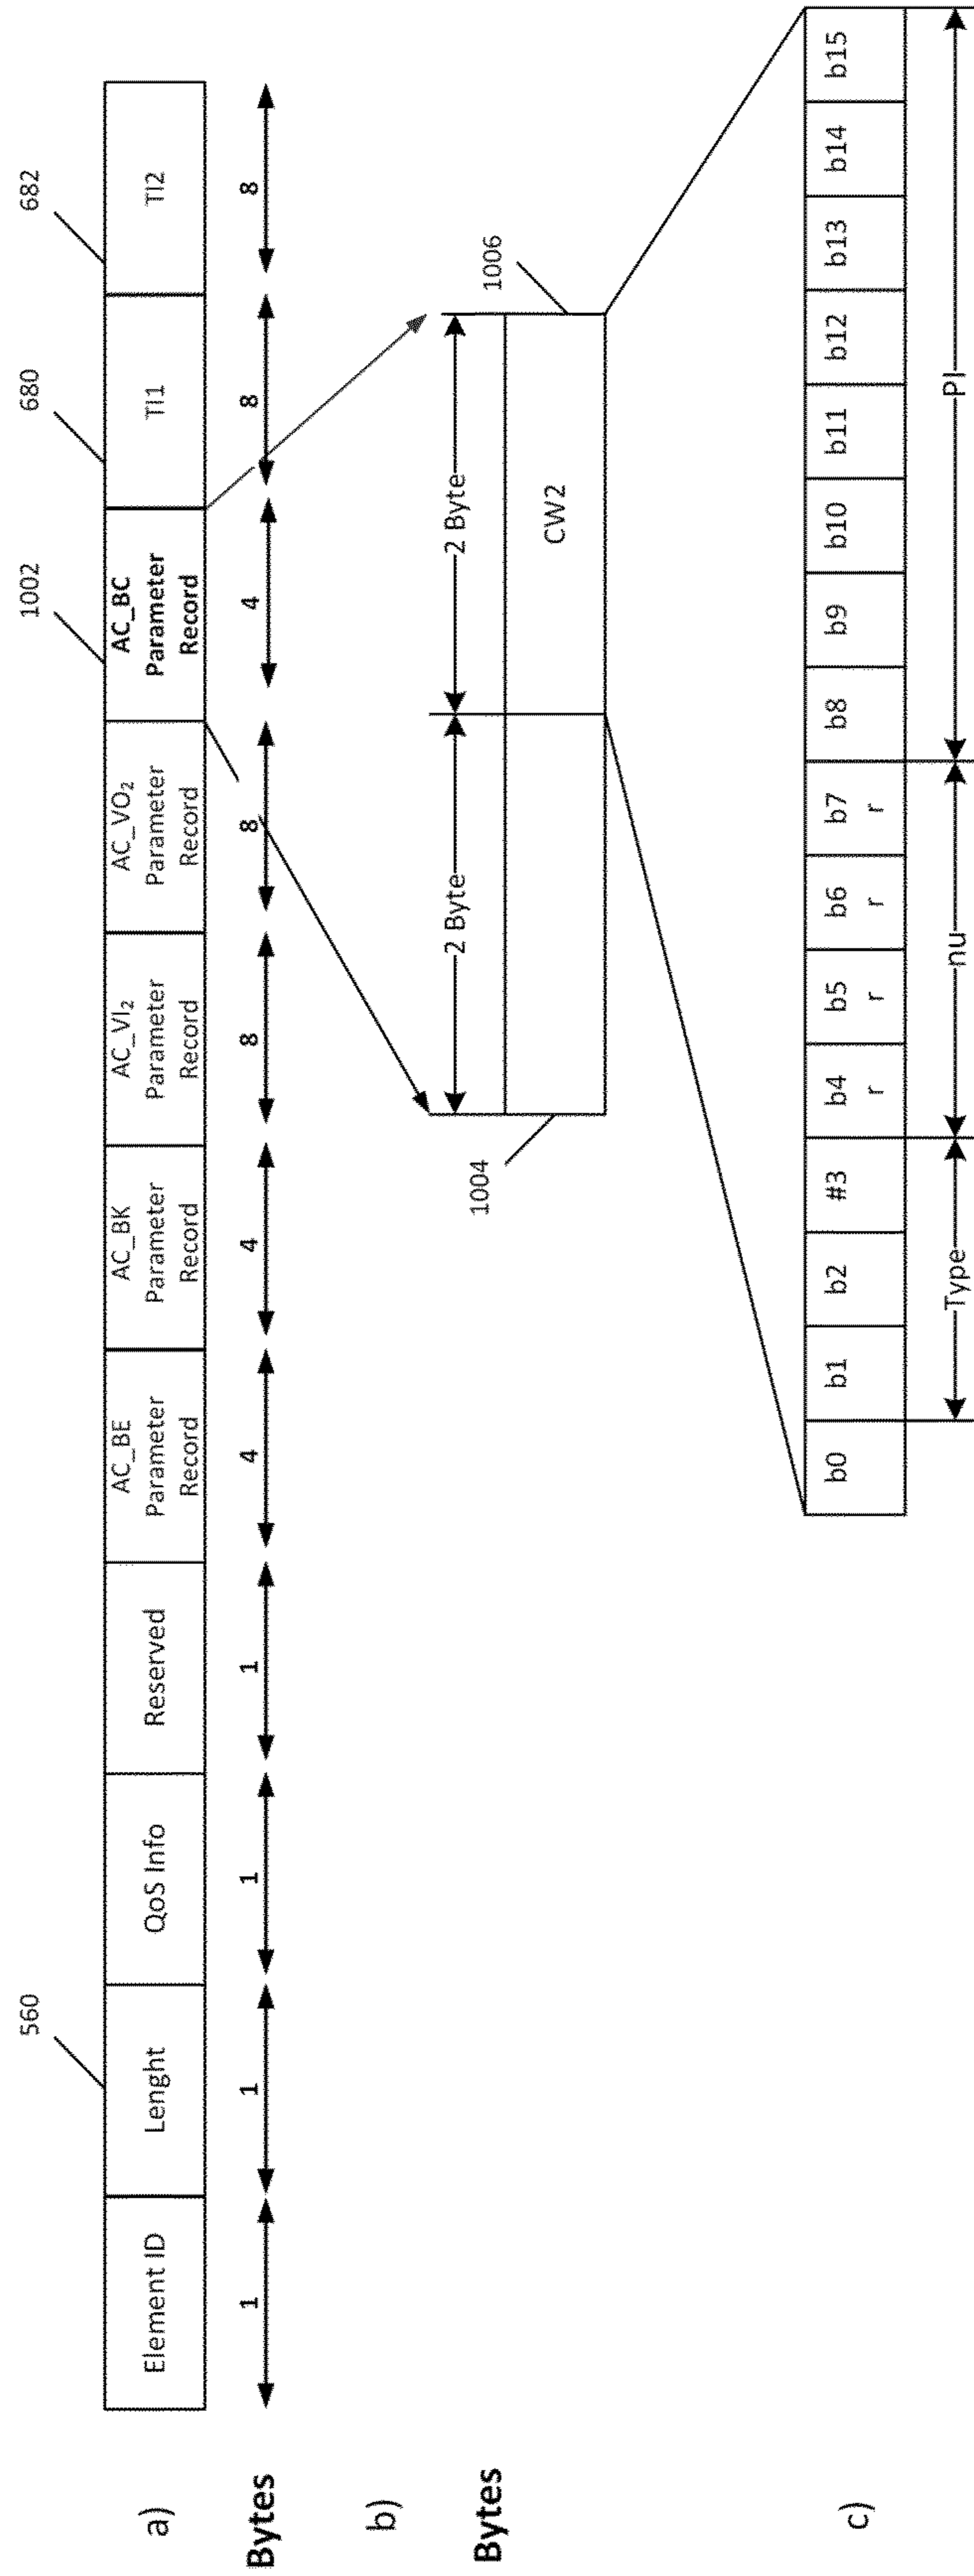 560
1002
680
682
a)
Element ID
Lenght
QoS Info
Reserved
AC_BE
Parameter
Record
AC_BK
Parameter
Record
AC_VI₂
Parameter
Record
AC_VO₂
Parameter
Record
AC_BC
Parameter
Record
TI1
TI2
Bytes
1
1
1
1
4
4
8
8
4
8
8
b)
Bytes
1004
2 Byte
2 Byte
1006
CW2
c)
b0
b1
b2
#3
b4
r
b5
r
b6
r
b7
r
b8
b9
b10
b11
b12
b13
b14
b15
Type
nu
PI